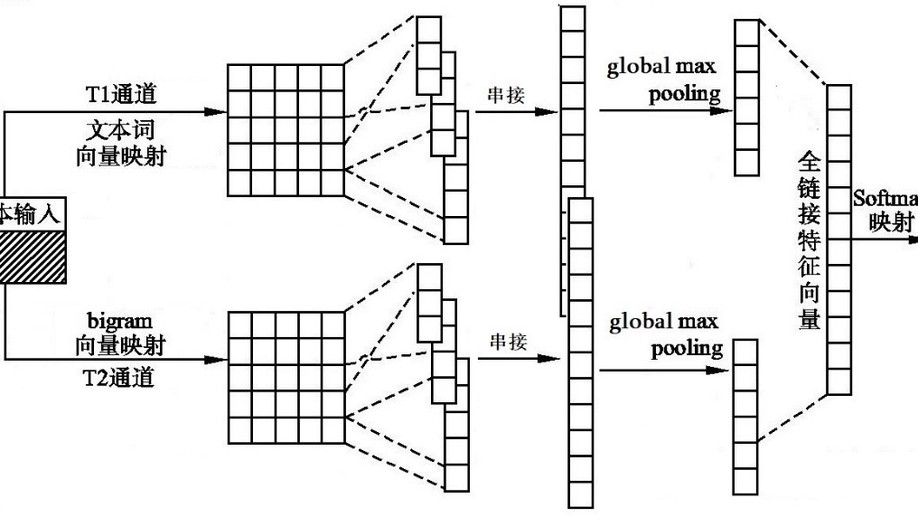 T1通道
文本词
向量映射
本输入
bigram
向量映射
T2通道
串接
串接
global max
pooling
global max
pooling
全链接特征向量
Softma
映射